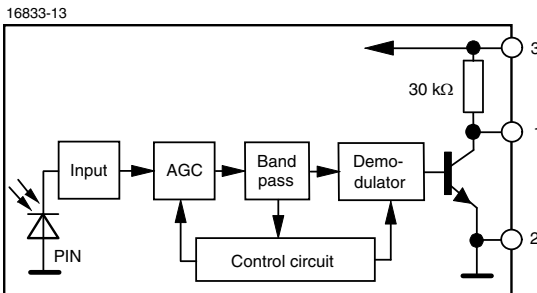 16833-13
3
30 kΩ
1
Input
AGC
Band
pass
Demo-
dulator
2
PIN
Control circuit